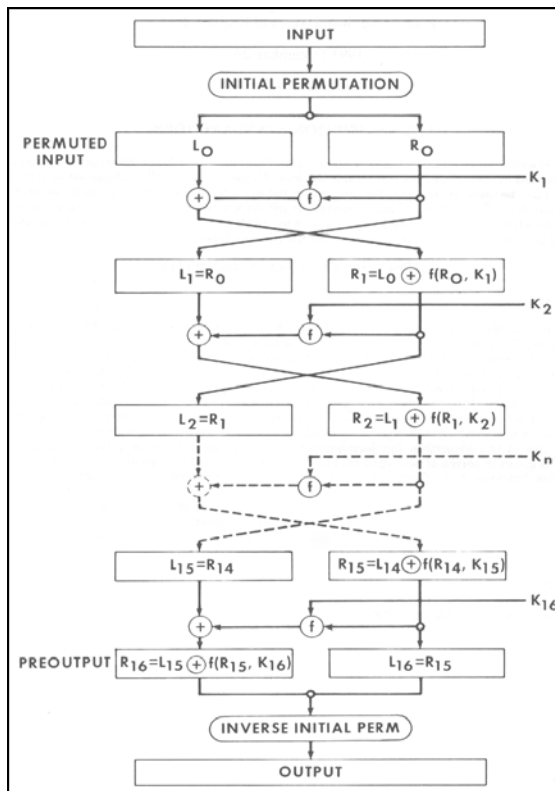 INPUT
INITIAL PERMUTATION
PERMUTED
INPUT
L₀
R₀
K₁
+
f
L₁=R₀
R₁=L₀ ⊕ f(R₀, K₁)
K₂
+
f
L₂=R₁
R₂=L₁ ⊕ f(R₁, K₂)
Kₙ
+
f
L₁₅=R₁₄
R₁₅=L₁₄ ⊕ f(R₁₄, K₁₅)
K₁₆
+
f
PREOUTPUT
R₁₆=L₁₅ ⊕ f(R₁₅, K₁₆)
L₁₆=R₁₅
INVERSE INITIAL PERM
OUTPUT